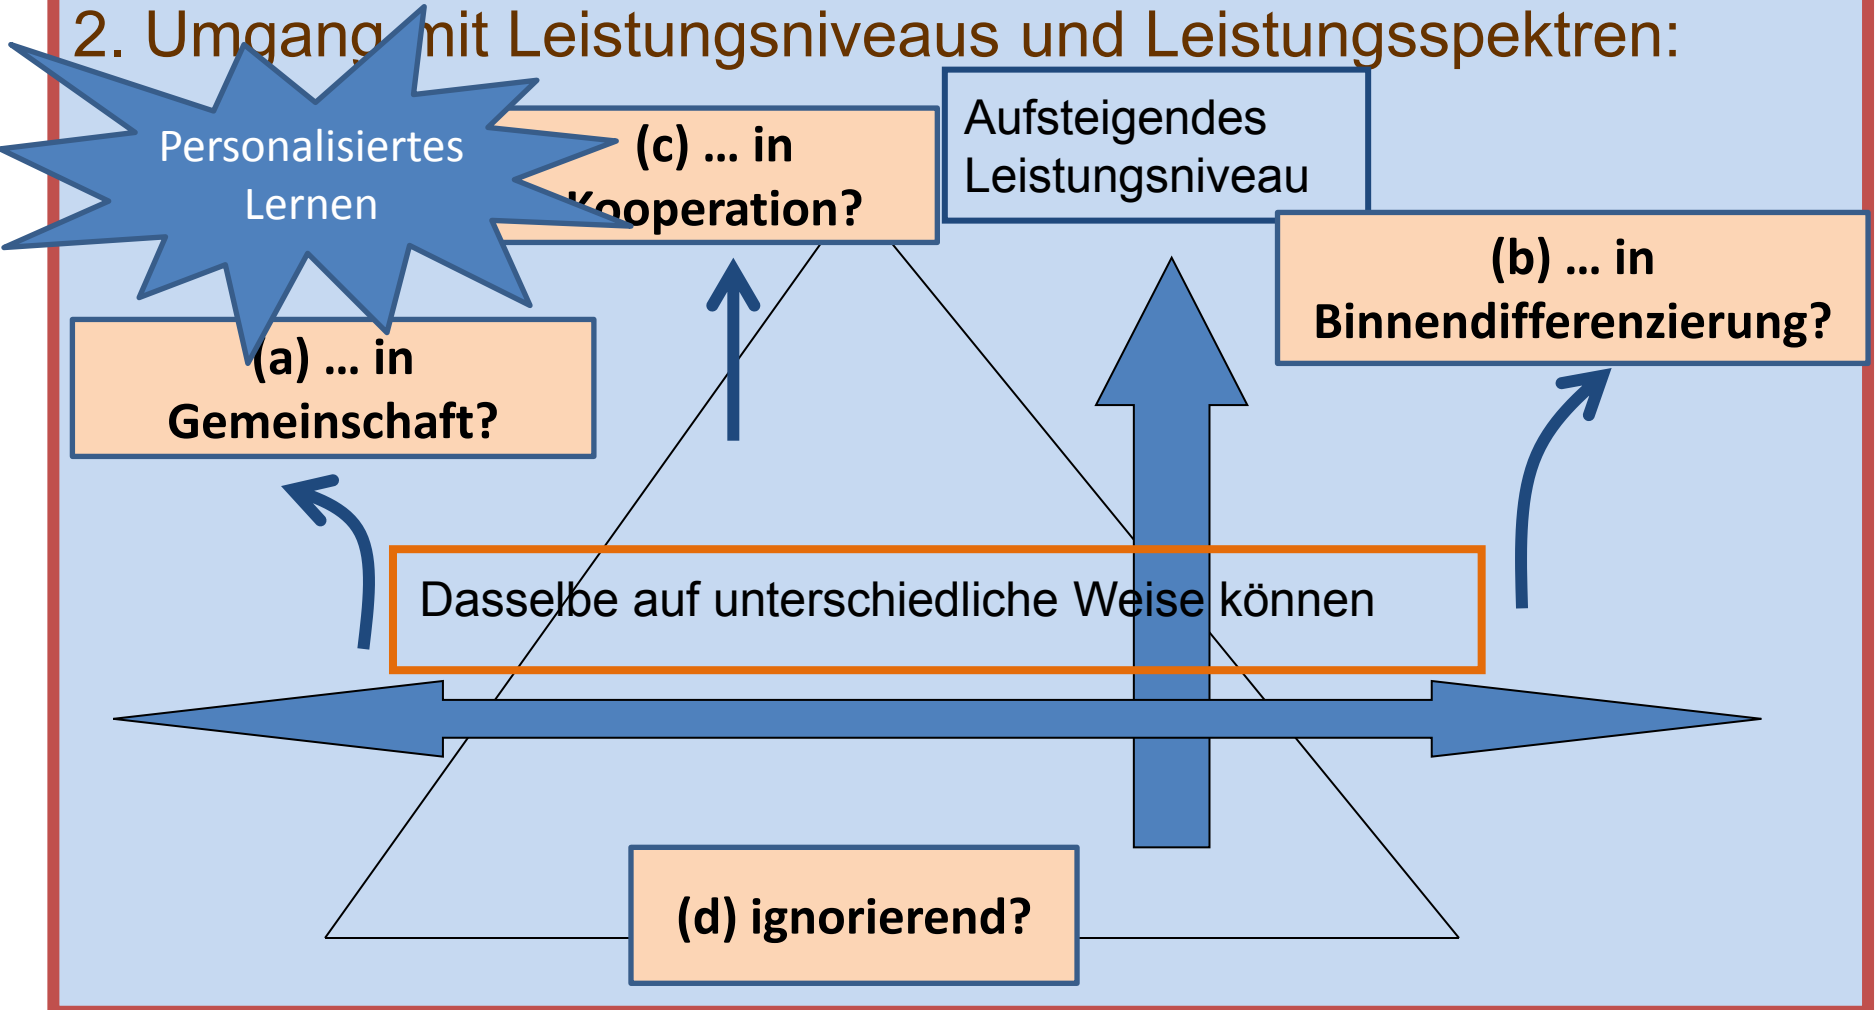 2. Umgang mit Leistungsniveaus und Leistungsspektren:
Personalisiertes
Lernen
(c) ... in
Kooperation?
Aufsteigendes
Leistungsniveau
(b) ... in
Binnendifferenzierung?
(a) ... in
Gemeinschaft?
Dasselbe auf unterschiedliche Weise können
(d) ignorierend?